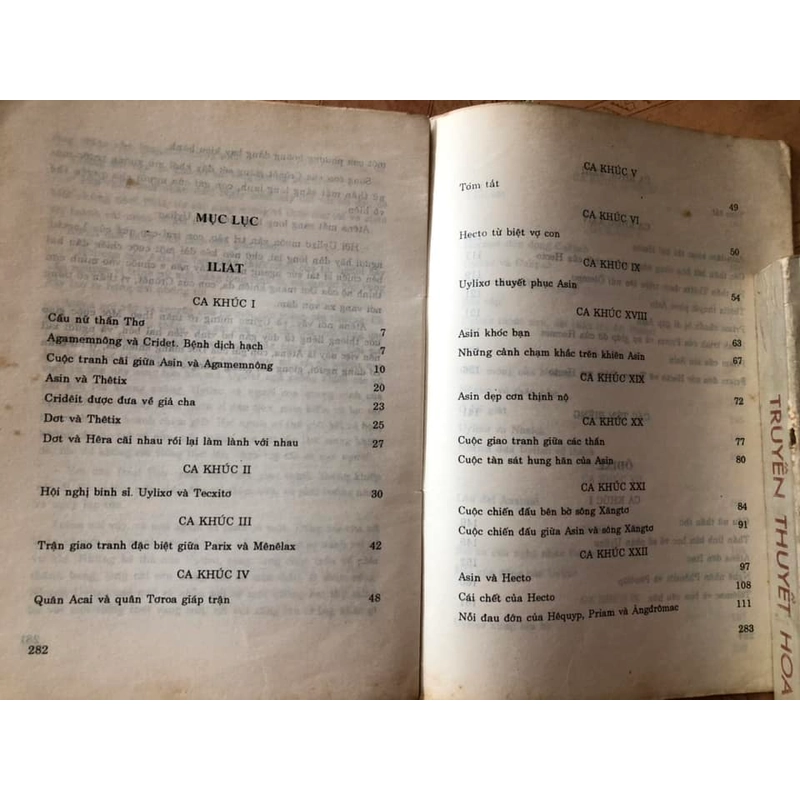 MỤC LỤC
ILIAT
CA KHÚC I
Cầu nữ thần Thơ 7
Agamemnông và Cridet. Bệnh dịch hạch 7
Cuộc tranh cãi giữa Asin và Agamemnông 10
Asin và Thêtix 20
Cridêit được đưa về giả cha 23
Dơt và Thêtix 25
Dơt và Hêra cãi nhau rồi lại làm lành với nhau 27
CA KHÚC II
Hội nghị binh sĩ. Uylixơ và Tecxitơ 30
CA KHÚC III
Trận giao tranh đặc biệt giữa Parix và Mênêlax 42
CA KHÚC IV
Quân Acai và quân Tơroa giáp trận 48
282
CA KHÚC V
Tóm tắt 49
CA KHÚC VI
Hecto từ biệt vợ con 50
CA KHÚC IX
Uylixơ thuyết phục Asin 54
CA KHÚC XVIII
Asin khóc bạn 63
Những cảnh chạm khắc trên khiên Asin 67
CA KHÚC XIX
Asin dẹp cơn thịnh nộ 72
CA KHÚC XX
Cuộc giao tranh giữa các thần 77
Cuộc tàn sát hung hãn của Asin 80
CA KHÚC XXI
Cuộc chiến đấu bên bờ sông Xăngtơ 84
Cuộc chiến đấu giữa Asin và sông Xăngtơ 91
CA KHÚC XXII
Asin và Hecto 97
Cái chết của Hecto 108
Nỗi đau đớn của Hêquyp, Priam và Ăngđrômac 111
283
TRUYỀN THUYẾT HOA